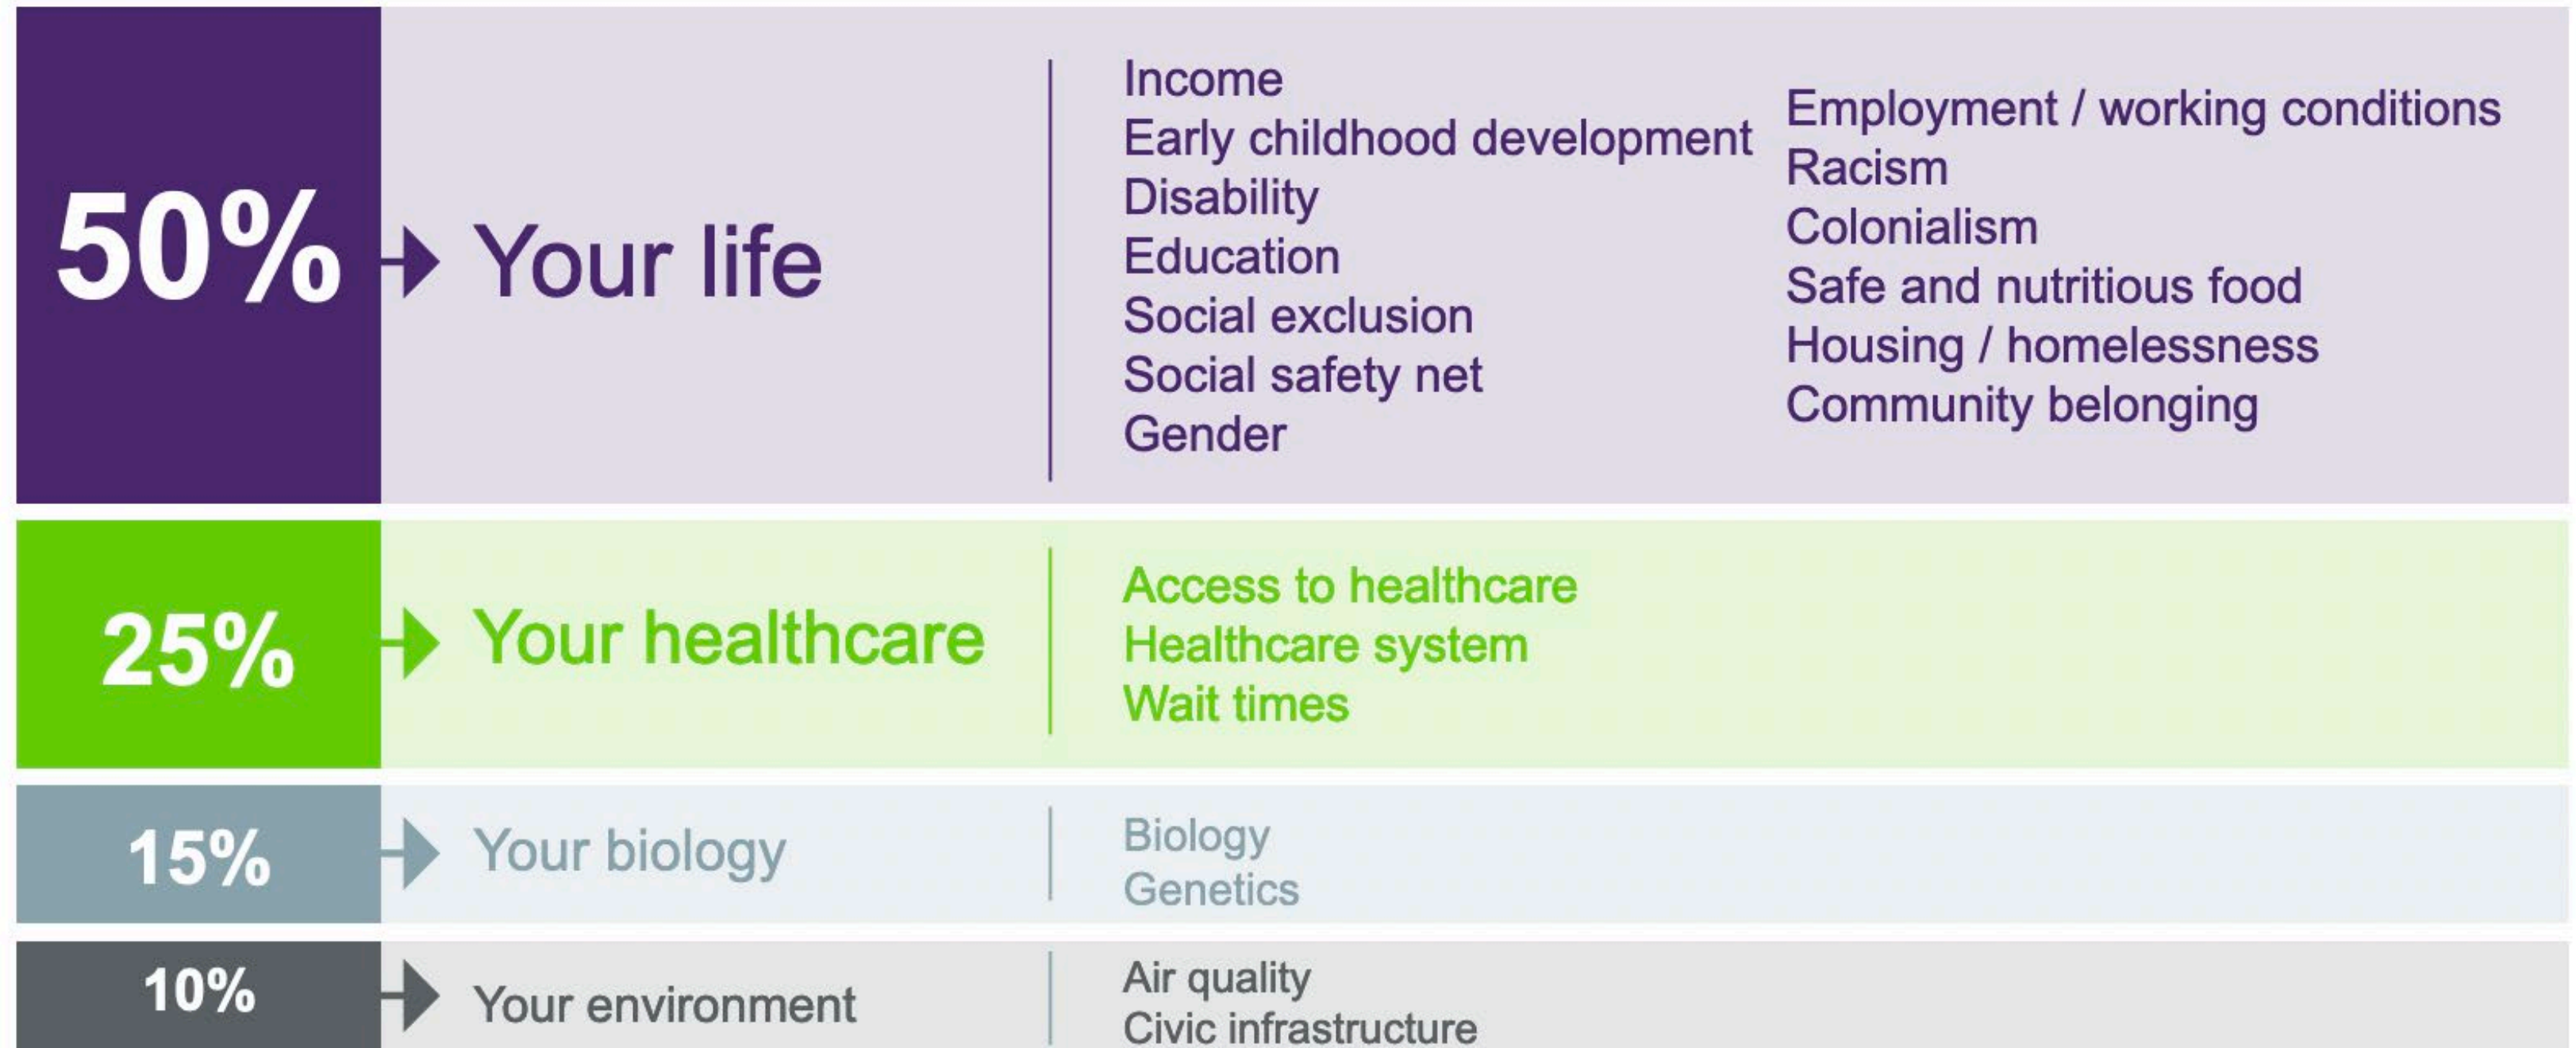 50%
Your life
Income
Early childhood development
Disability
Education
Social exclusion
Social safety net
Gender
Employment / working conditions
Racism
Colonialism
Safe and nutritious food
Housing / homelessness
Community belonging
25%
Your healthcare
Access to healthcare
Healthcare system
Wait times
15%
Your biology
Biology
Genetics
10%
Your environment
Air quality
Civic infrastructure